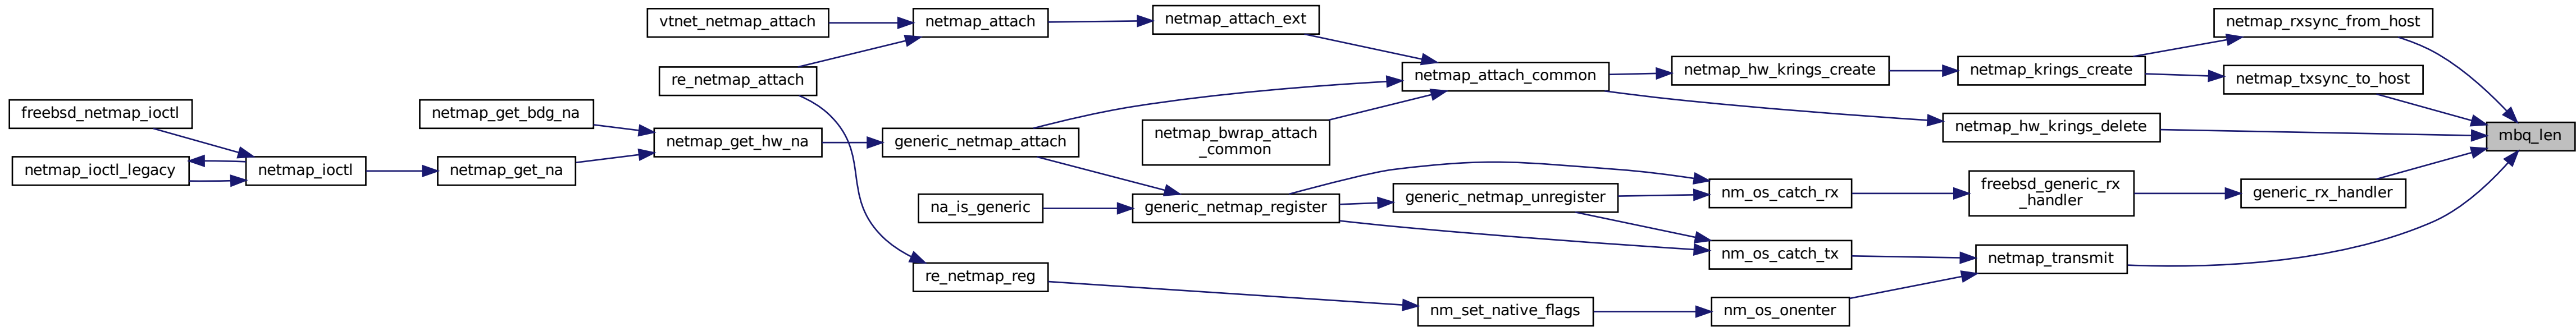 vtnet_netmap_attach
netmap_attach
netmap_attach_ext
netmap_rxsync_from_host
re_netmap_attach
netmap_attach_common
netmap_hw_krings_create
netmap_krings_create
netmap_txsync_to_host
freebsd_netmap_ioctl
netmap_get_bdg_na
netmap_get_hw_na
generic_netmap_attach
netmap_bwrap_attach
_common
netmap_hw_krings_delete
mbq_len
netmap_ioctl_legacy
netmap_ioctl
netmap_get_na
na_is_generic
generic_netmap_register
generic_netmap_unregister
nm_os_catch_rx
freebsd_generic_rx
_handler
generic_rx_handler
re_netmap_reg
nm_os_catch_tx
netmap_transmit
nm_set_native_flags
nm_os_onenter